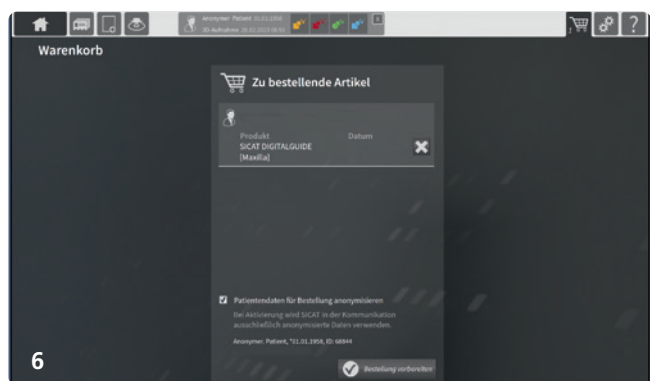 Anonymer Patient 01.01.1958
3D-Aufnahme 28.02.2023 08:55
?
Warenkorb
Zu bestellende Artikel
Produkt Datum
SICAT DIGITALGUIDE
[Maxilla]
Patientendaten für Bestellung anonymisieren
Bei Aktivierung wird SICAT in der Kommunikation
ausschließlich anonymisierte Daten verwenden.
Anonymer. Patient, *01.01.1958, ID: 68844
Bestellung vorbereiten
6